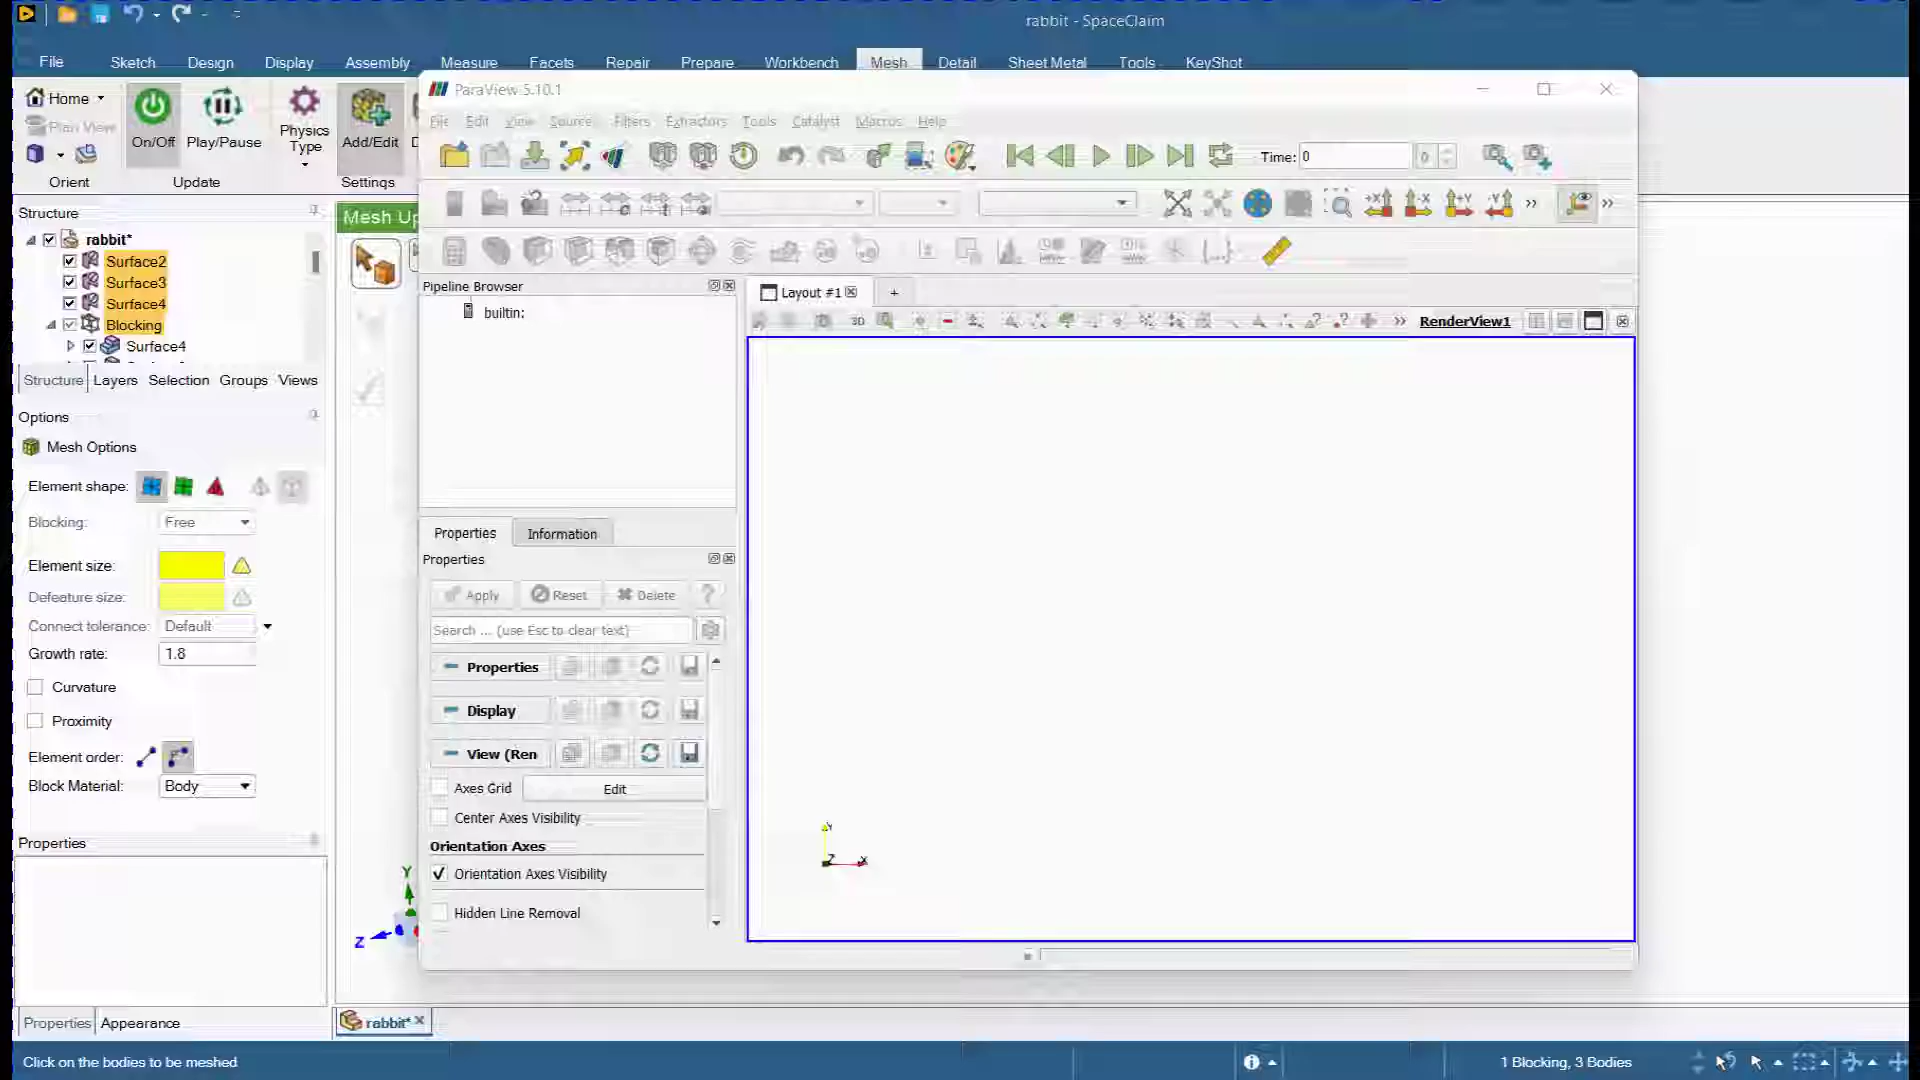 rabbit - SpaceClaim
File Sketch Design Display Assembly Measure Facets Repair Prepare Workbench Mesh Detail Sheet Metal Tools KeyShot
Home
Plan View
Orient
On/Off
Play/Pause
Update
Physics
Type
Add/Edit
Settings
ParaView 5.10.1
File Edit View Source Filters Extractors Tools Catalyst Macros Help
Time: 0
0
+X -X +Y -Y
Structure
Mesh Up
rabbit*
Surface2
Surface3
Surface4
Blocking
Surface4
Structure Layers Selection Groups Views
Options
Mesh Options
Element shape:
Blocking: Free
Element size:
Defeature size:
Connect tolerance: Default
Growth rate: 1.8
Curvature
Proximity
Element order:
Block Material: Body
Properties
Properties Appearance
Pipeline Browser
builtin:
Properties Information
Properties
Apply Reset Delete ?
Search ... (use Esc to clear text)
Properties
Display
View (Ren
Axes Grid Edit
Center Axes Visibility
Orientation Axes
Orientation Axes Visibility
Hidden Line Removal
Layout #1 +
3D
RenderView1
Y
Z X
Y
Z
rabbit*
Click on the bodies to be meshed
1 Blocking, 3 Bodies